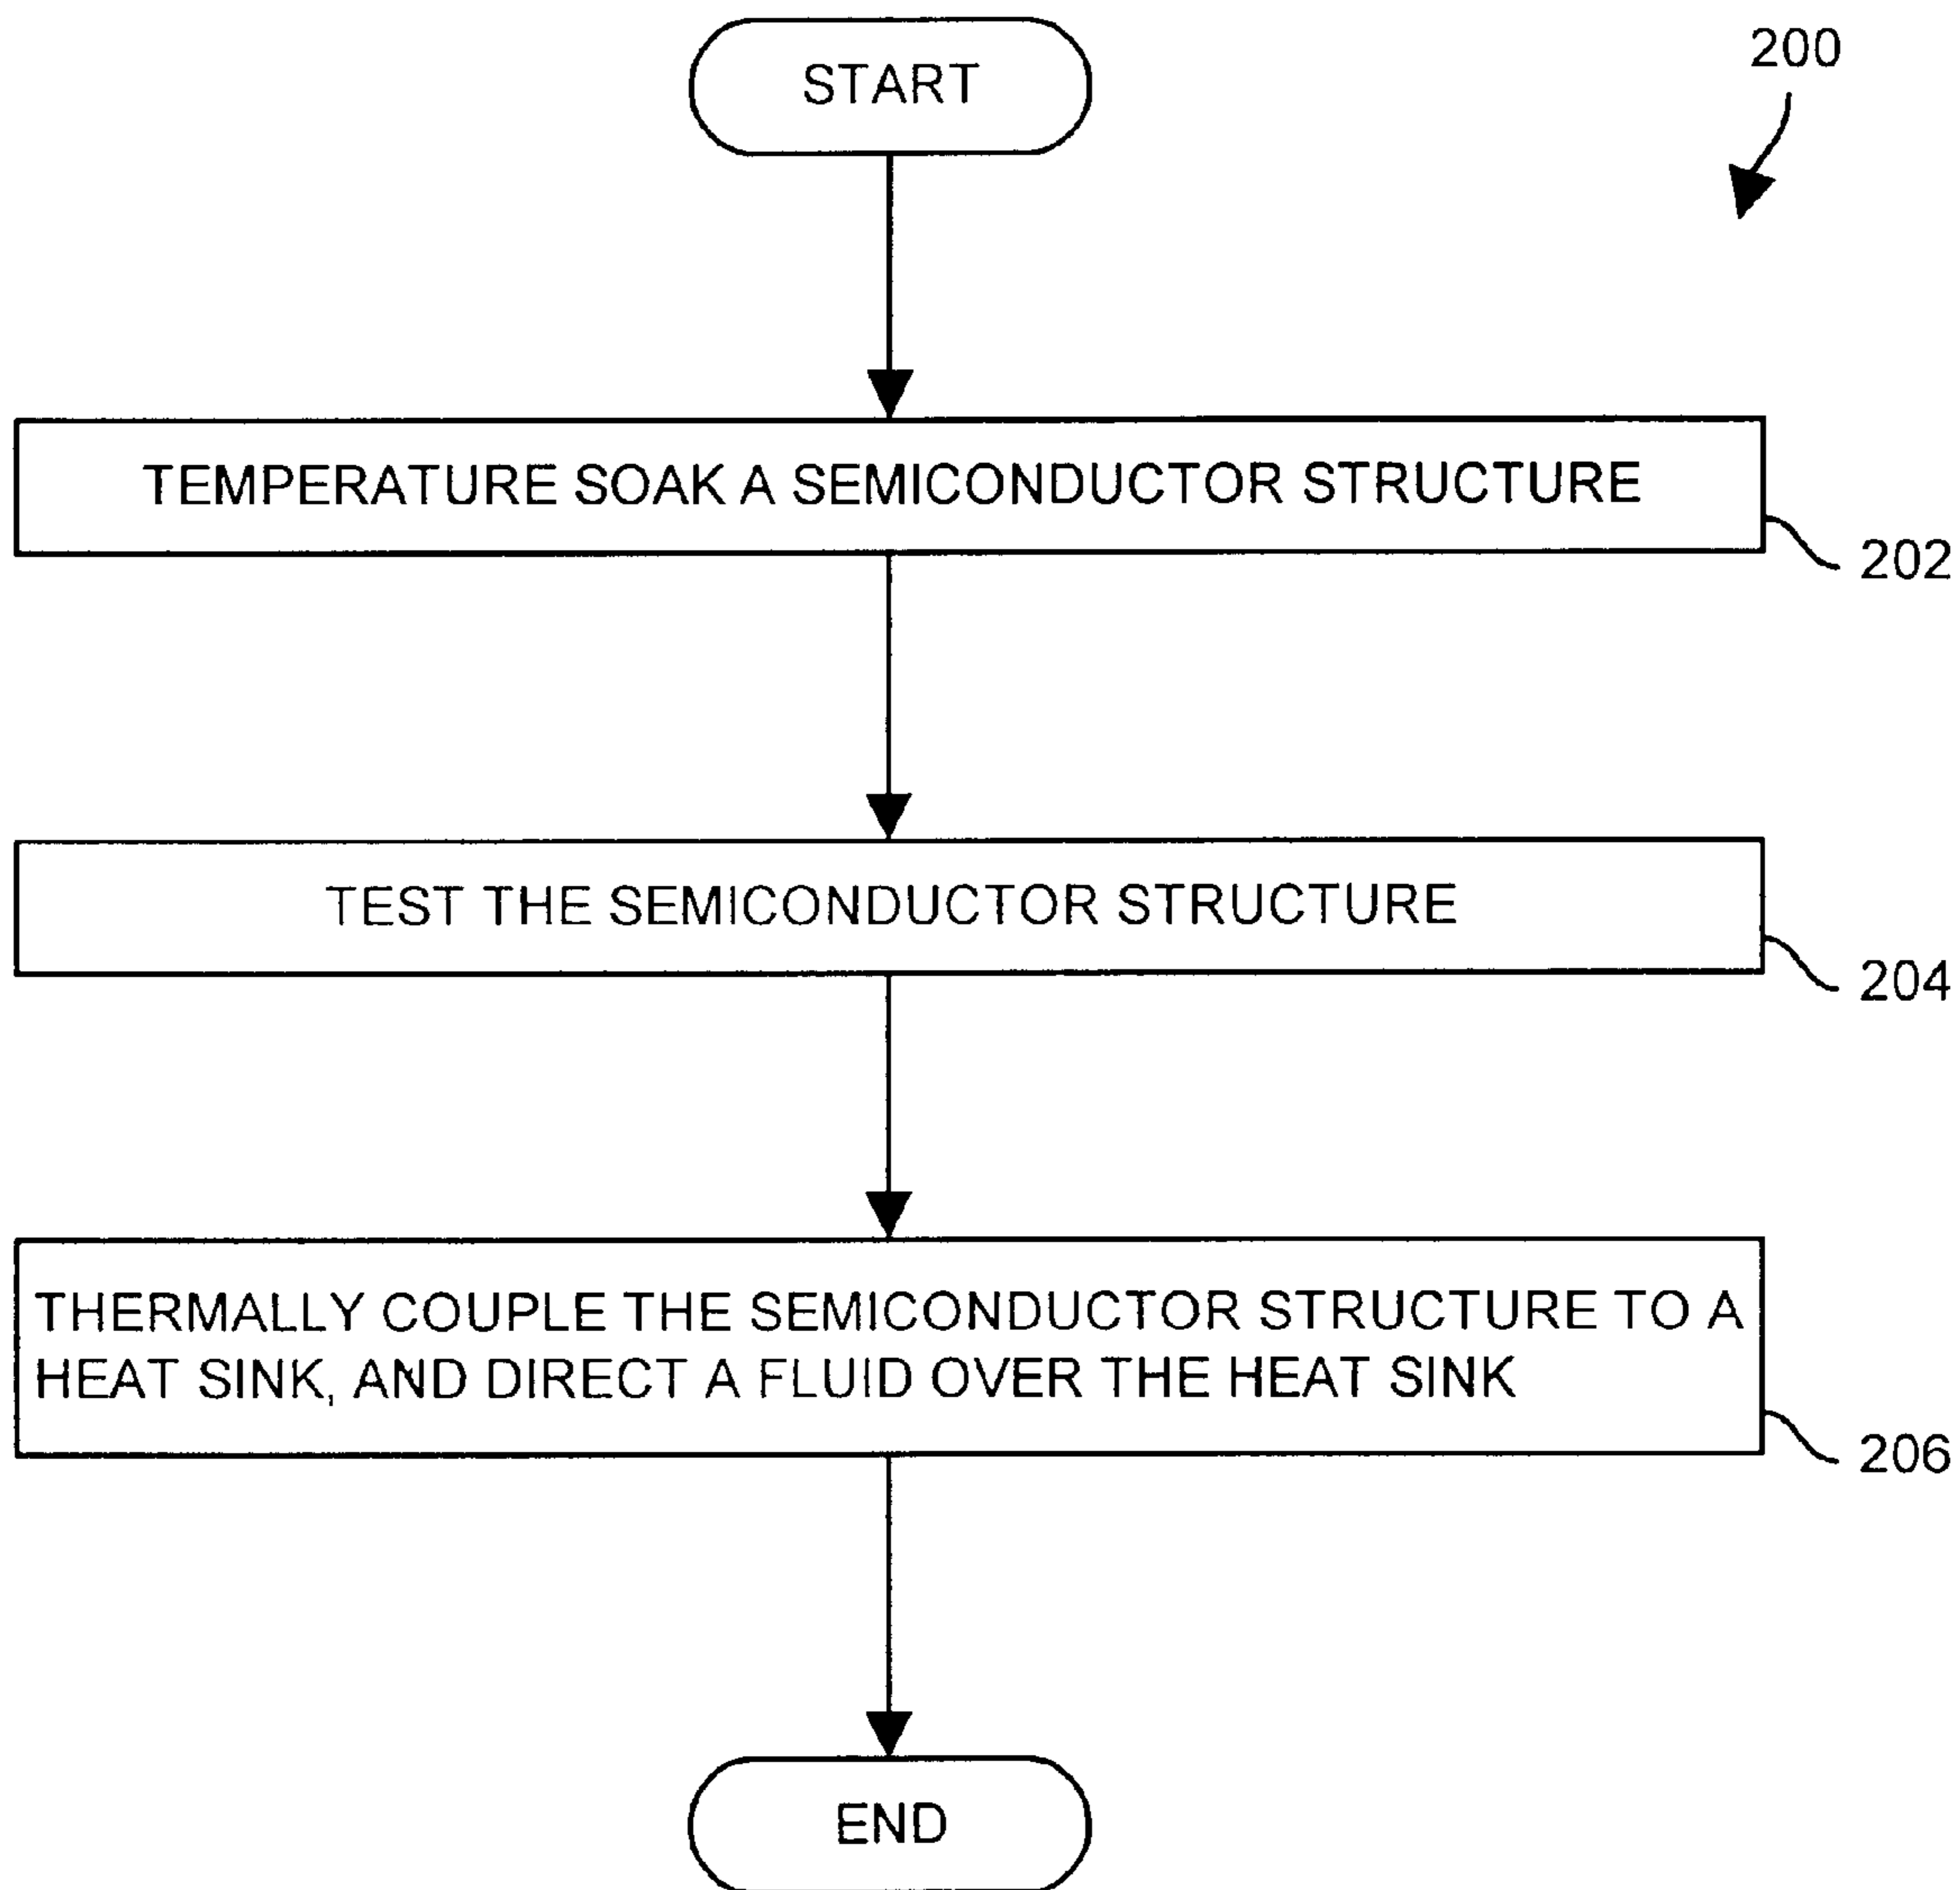 START
200
TEMPERATURE SOAK A SEMICONDUCTOR STRUCTURE
202
TEST THE SEMICONDUCTOR STRUCTURE
204
THERMALLY COUPLE THE SEMICONDUCTOR STRUCTURE TO A
HEAT SINK, AND DIRECT A FLUID OVER THE HEAT SINK
206
END